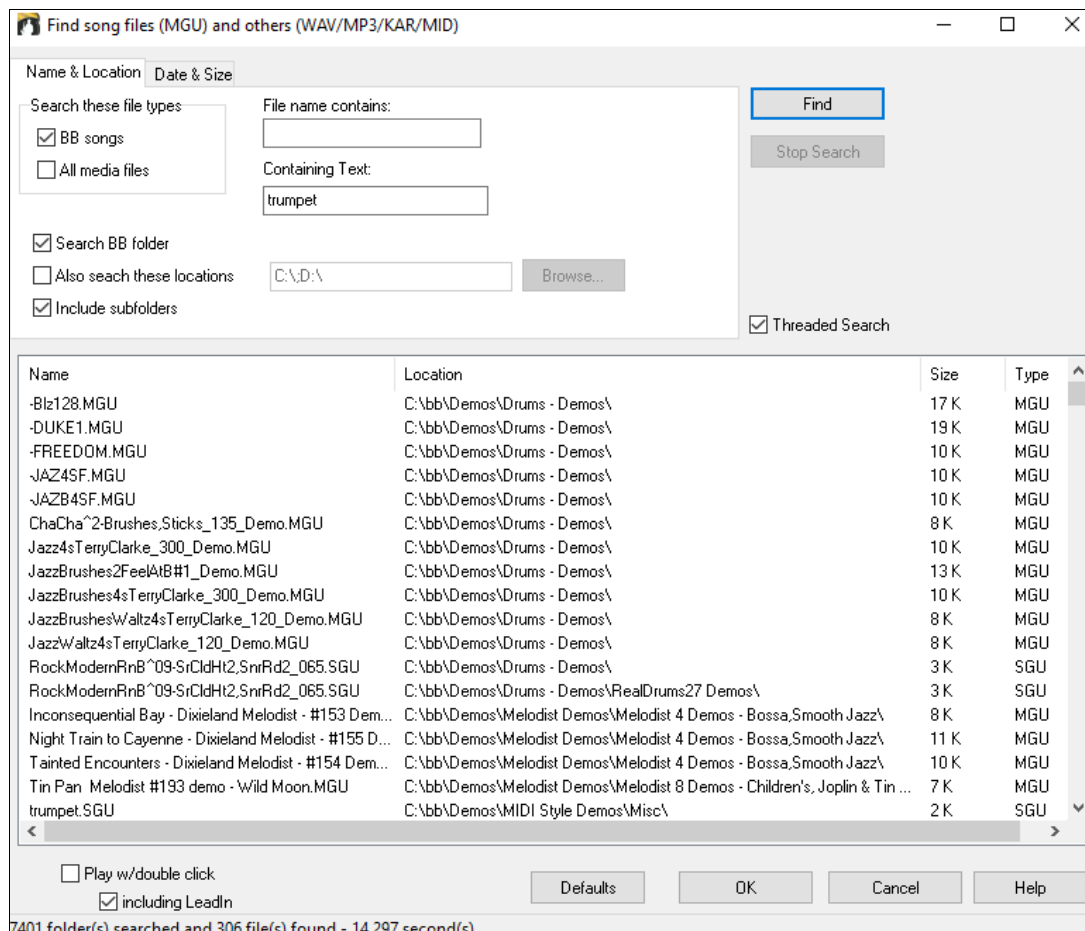 Find song files (MGU) and others (WAV/MP3/KAR/MID)
Name & Location
Date & Size
Search these file types
BB songs
All media files
File name contains:
Containing Text:
trumpet
Find
Stop Search
Search BB folder
Also seach these locations
C:\;D:\
Browse...
Include subfolders
Threaded Search
Name Location Size Type
-Blz128.MGU C:\bb\Demos\Drums - Demos\ 17 K MGU
-DUKE1.MGU C:\bb\Demos\Drums - Demos\ 19 K MGU
-FREEDOM.MGU C:\bb\Demos\Drums - Demos\ 10 K MGU
-JAZ4SF.MGU C:\bb\Demos\Drums - Demos\ 10 K MGU
-JAZB4SF.MGU C:\bb\Demos\Drums - Demos\ 10 K MGU
ChaCha^2-Brushes,Sticks_135_Demo.MGU C:\bb\Demos\Drums - Demos\ 8 K MGU
Jazz4sTerryClarke_300_Demo.MGU C:\bb\Demos\Drums - Demos\ 10 K MGU
JazzBrushes2FeelAtB#1_Demo.MGU C:\bb\Demos\Drums - Demos\ 13 K MGU
JazzBrushes4sTerryClarke_300_Demo.MGU C:\bb\Demos\Drums - Demos\ 10 K MGU
JazzBrushesWaltz4sTerryClarke_120_Demo.MGU C:\bb\Demos\Drums - Demos\ 8 K MGU
JazzWaltz4sTerryClarke_120_Demo.MGU C:\bb\Demos\Drums - Demos\ 8 K MGU
RockModernRnB^09-SrCldHt2,SnrRd2_065.SGU C:\bb\Demos\Drums - Demos\ 3 K SGU
RockModernRnB^09-SrCldHt2,SnrRd2_065.SGU C:\bb\Demos\Drums - Demos\RealDrums27 Demos\ 3 K SGU
Inconsequential Bay - Dixieland Melodist - #153 Dem... C:\bb\Demos\Melodist Demos\Melodist 4 Demos - Bossa,Smooth Jazz\ 8 K MGU
Night Train to Cayenne - Dixieland Melodist - #155 D... C:\bb\Demos\Melodist Demos\Melodist 4 Demos - Bossa,Smooth Jazz\ 11 K MGU
Tainted Encounters - Dixieland Melodist - #154 Dem... C:\bb\Demos\Melodist Demos\Melodist 4 Demos - Bossa,Smooth Jazz\ 10 K MGU
Tin Pan  Melodist #193 demo - Wild Moon.MGU C:\bb\Demos\Melodist Demos\Melodist 8 Demos - Children's, Joplin & Tin ... 7 K MGU
trumpet.SGU C:\bb\Demos\MIDI Style Demos\Misc\ 2 K SGU
Play w/double click
including LeadIn
Defaults
OK
Cancel
Help
7401 folder(s) searched and 306 file(s) found - 14.297 second(s)